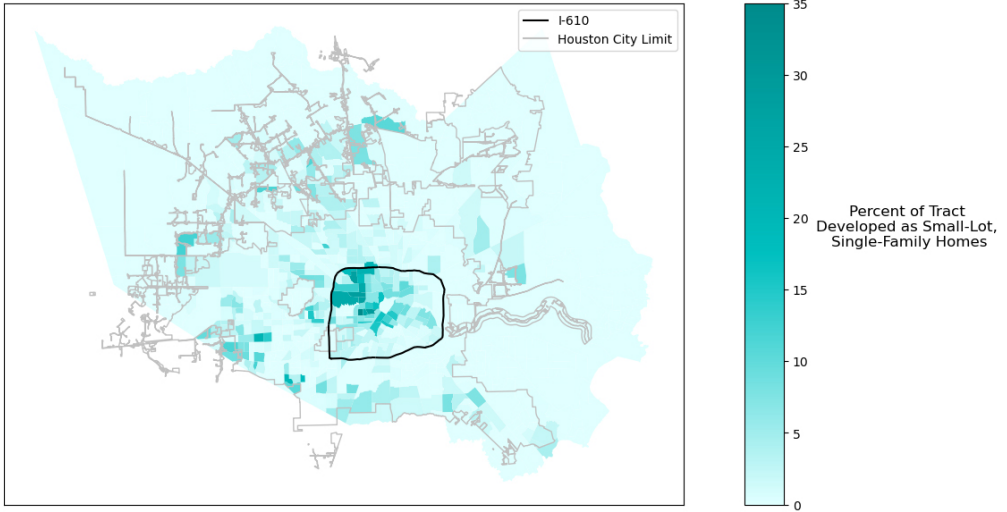 I-610
Houston City Limit
35
30
25
20
15
10
5
0
Percent of Tract
Developed as Small-Lot,
Single-Family Homes